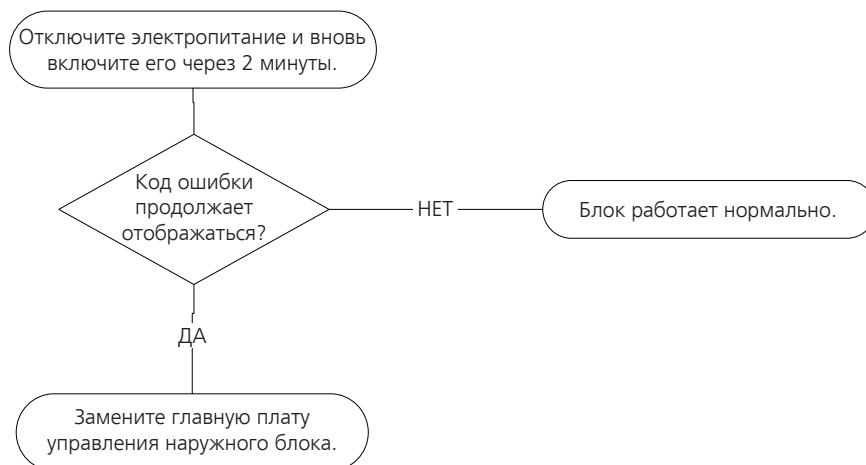 Отключите электропитание и вновь
включите его через 2 минуты.
Код ошибки
продолжает
отображаться?
НЕТ
Блок работает нормально.
ДА
Замените главную плату
управления наружного блока.